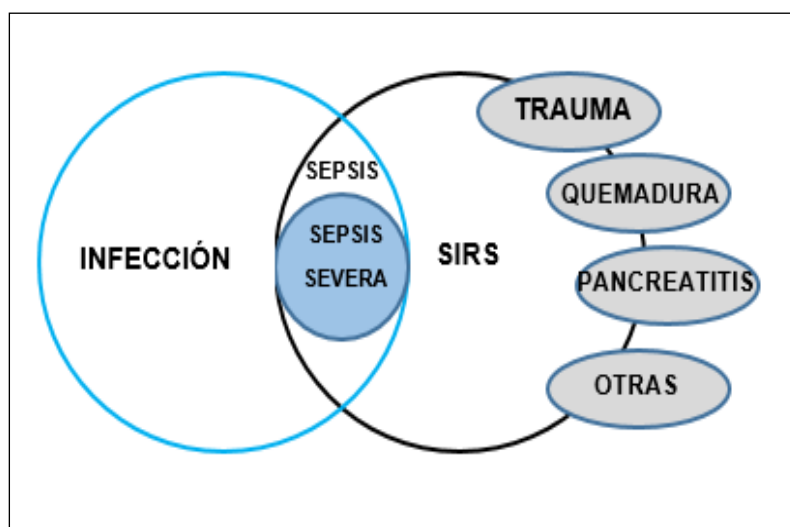 TRAUMA
SEPSIS
QUEMADURA
SEPSIS
SEVERA
INFECCIÓN
SIRS
PANCREATITIS
OTRAS